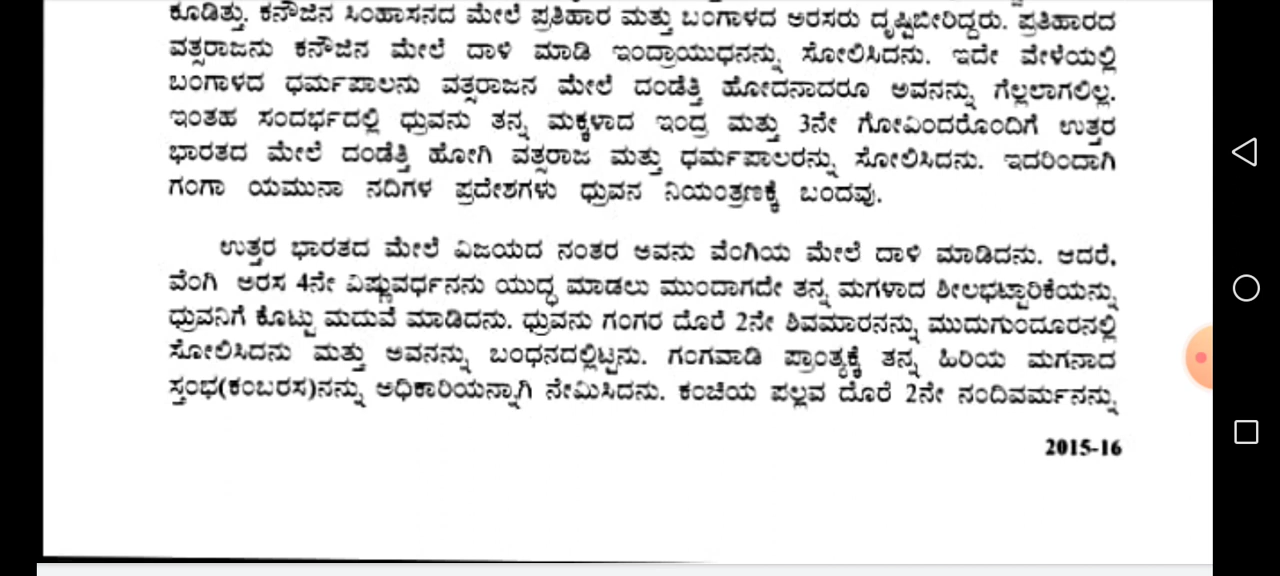 ಕೂಡಿತ್ತು. ಕನೌಜಿನ ಸಿಂಹಾಸನದ ಮೇಲೆ ಪ್ರತಿಹಾರ ಮತ್ತು ಬಂಗಾಳದ ಅರಸರು ದೃಷ್ಟಿಬೀರಿದ್ದರು. ಪ್ರತಿಹಾರದ
ವತ್ಸರಾಜನು ಕನೌಜಿನ ಮೇಲೆ ದಾಳಿ ಮಾಡಿ ಇಂದ್ರಾಯುಧನನ್ನು ಸೋಲಿಸಿದನು. ಇದೇ ವೇಳೆಯಲ್ಲಿ
ಬಂಗಾಳದ ಧರ್ಮಪಾಲನು ವತ್ಸರಾಜನ ಮೇಲೆ ದಂಡೆತ್ತಿ ಹೋದನಾದರೂ ಅವನನ್ನು ಗೆಲ್ಲಲಾಗಲಿಲ್ಲ.
ಇಂತಹ ಸಂದರ್ಭದಲ್ಲಿ ಧ್ರುವನು ತನ್ನ ಮಕ್ಕಳಾದ ಇಂದ್ರ ಮತ್ತು 3ನೇ ಗೋವಿಂದರೊಂದಿಗೆ ಉತ್ತರ
ಭಾರತದ ಮೇಲೆ ದಂಡೆತ್ತಿ ಹೋಗಿ ವತ್ಸರಾಜ ಮತ್ತು ಧರ್ಮಪಾಲರನ್ನು ಸೋಲಿಸಿದನು. ಇದರಿಂದಾಗಿ
ಗಂಗಾ ಯಮುನಾ ನದಿಗಳ ಪ್ರದೇಶಗಳು ಧ್ರುವನ ನಿಯಂತ್ರಣಕ್ಕೆ ಬಂದವು.
ಉತ್ತರ ಭಾರತದ ಮೇಲೆ ವಿಜಯದ ನಂತರ ಅವನು ವೆಂಗಿಯ ಮೇಲೆ ದಾಳಿ ಮಾಡಿದನು. ಆದರೆ,
ವೆಂಗಿ ಅರಸ 4ನೇ ವಿಷ್ಣುವರ್ಧನನು ಯುದ್ಧ ಮಾಡಲು ಮುಂದಾಗದೇ ತನ್ನ ಮಗಳಾದ ಶೀಲಭಟ್ಟಾರಿಕೆಯನ್ನು
ಧ್ರುವನಿಗೆ ಕೊಟ್ಟು ಮದುವೆ ಮಾಡಿದನು. ಧ್ರುವನು ಗಂಗರ ದೊರೆ 2ನೇ ಶಿವಮಾರನನ್ನು ಮುದುಗುಂದೂರನಲ್ಲಿ
ಸೋಲಿಸಿದನು ಮತ್ತು ಅವನನ್ನು ಬಂಧನದಲ್ಲಿಟ್ಟನು. ಗಂಗವಾಡಿ ಪ್ರಾಂತ್ಯಕ್ಕೆ ತನ್ನ ಹಿರಿಯ ಮಗನಾದ
ಸ್ತಂಭ(ಕಂಬರಸ)ನನ್ನು ಅಧಿಕಾರಿಯನ್ನಾಗಿ ನೇಮಿಸಿದನು. ಕಂಚಿಯ ಪಲ್ಲವ ದೊರೆ 2ನೇ ನಂದಿವರ್ಮನನ್ನು
2015-16